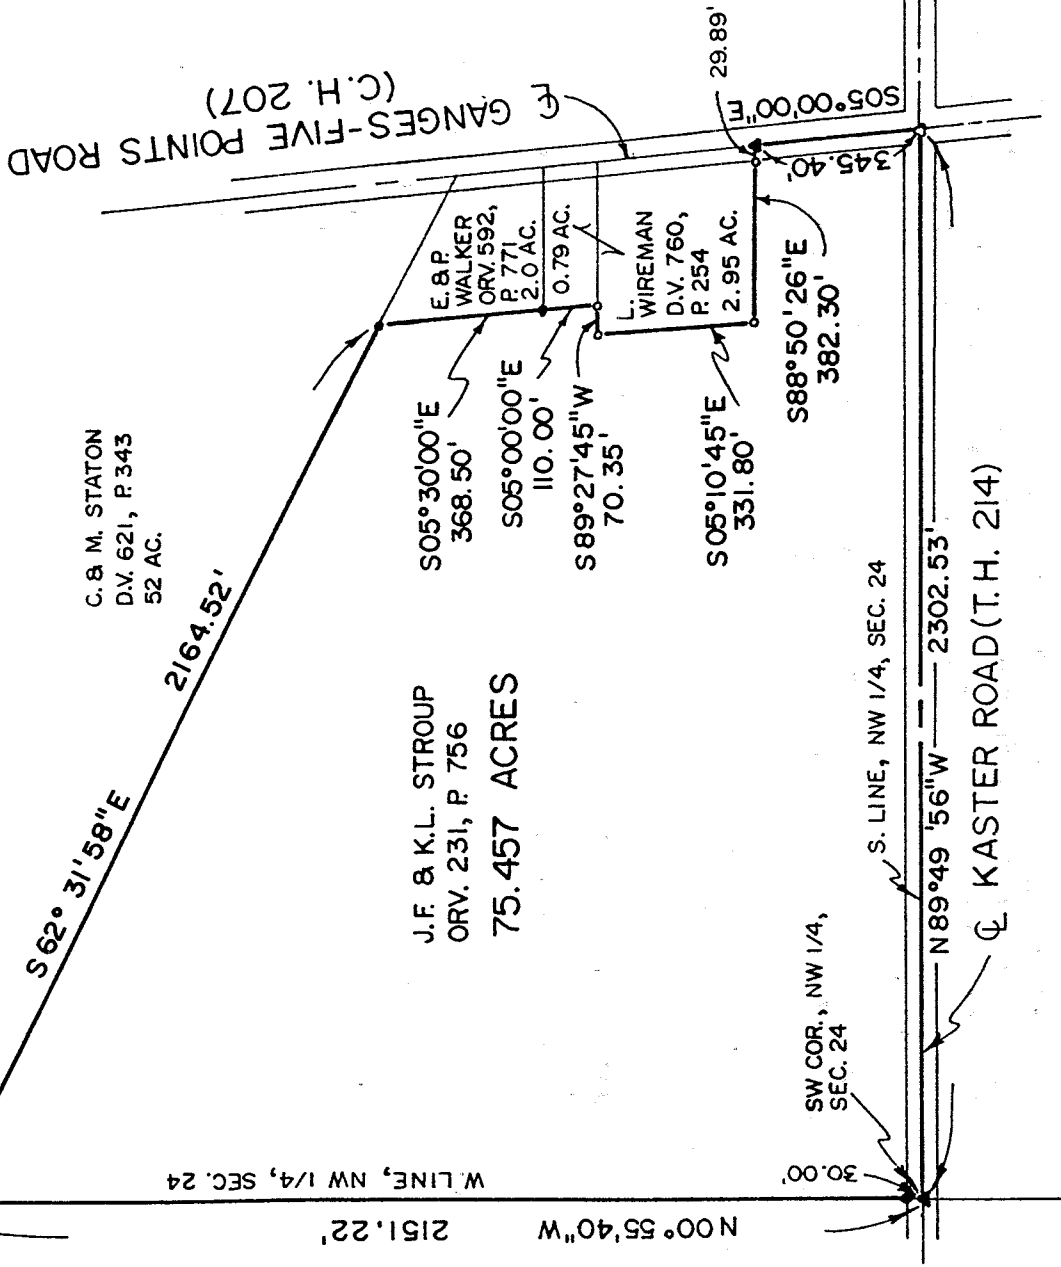 ℄ GANGES-FIVE POINTS ROAD
(C.H. 207)
29.89'
S05°00'00"E
345.40'
E. & P.
WALKER
ORV. 592,
P. 771
2.0 AC.
0.79 AC.
L.
WIREMAN
D.V. 760,
P. 254
2.95 AC.
S88°50'26"E
382.30'
C. & M. STATON
D.V. 621, P. 343
52 AC.
S05°30'00"E
368.50'
S05°00'00"E
110.00'
S89°27'45"W
70.35'
S05°10'45"E
331.80'
S62°31'58"E
2164.52'
J.F. & K.L. STROUP
ORV. 231, P. 756
75.457 ACRES
S. LINE, NW 1/4, SEC. 24
N89°49'56"W
2302.53'
℄ KASTER ROAD (T.H. 214)
SW COR., NW 1/4,
SEC. 24
30.00'
W. LINE, NW 1/4, SEC. 24
N00°55'40"W
2151.22'